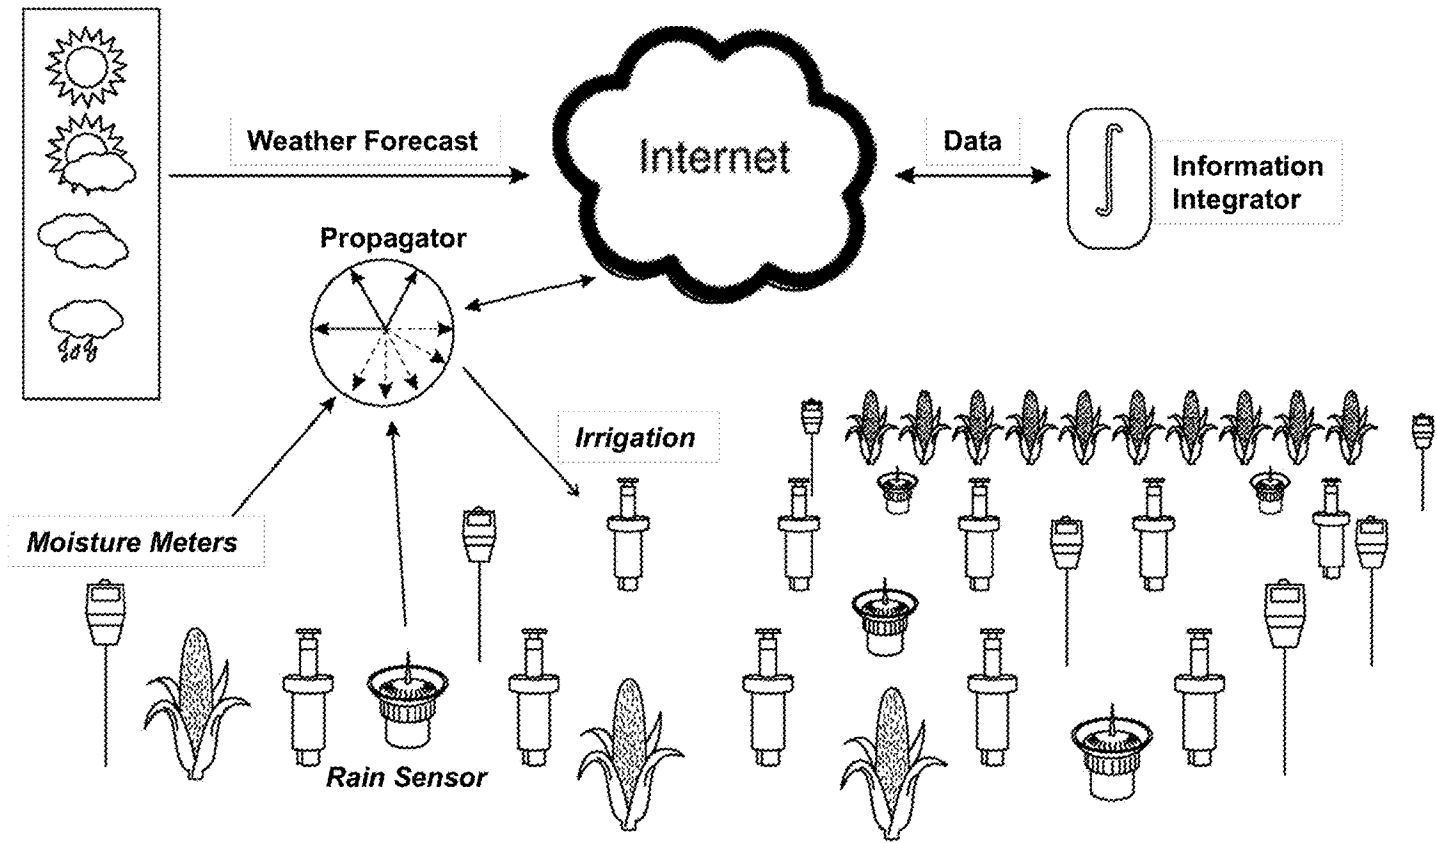 Weather Forecast
Internet
Data
Information
Integrator
Propagator
Irrigation
Moisture Meters
Rain Sensor